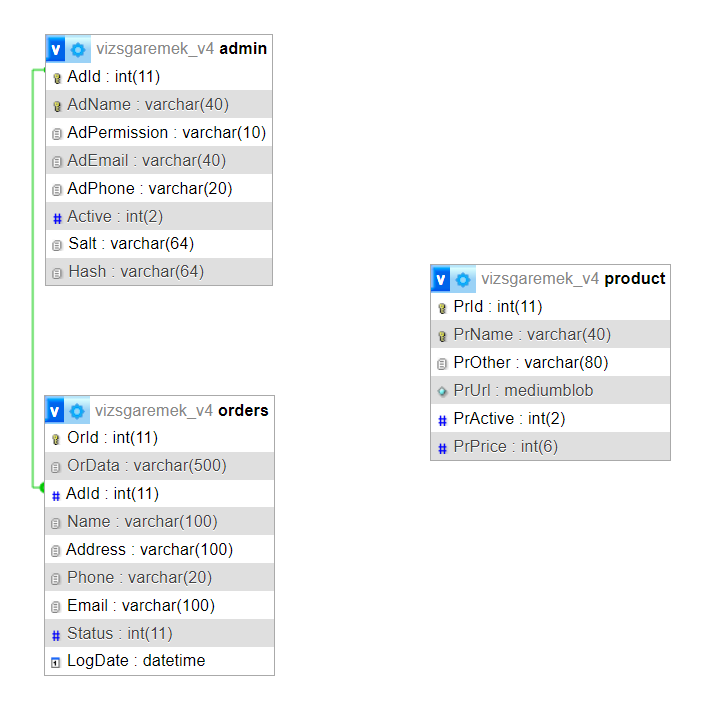 v vizsgaremek_v4 admin
AdId : int(11)
AdName : varchar(40)
AdPermission : varchar(10)
AdEmail : varchar(40)
AdPhone : varchar(20)
# Active : int(2)
Salt : varchar(64)
Hash : varchar(64)
v vizsgaremek_v4 product
PrId : int(11)
PrName : varchar(40)
PrOther : varchar(80)
PrUrl : mediumblob
# PrActive : int(2)
# PrPrice : int(6)
v vizsgaremek_v4 orders
OrId : int(11)
OrData : varchar(500)
# AdId : int(11)
Name : varchar(100)
Address : varchar(100)
Phone : varchar(20)
Email : varchar(100)
# Status : int(11)
LogDate : datetime